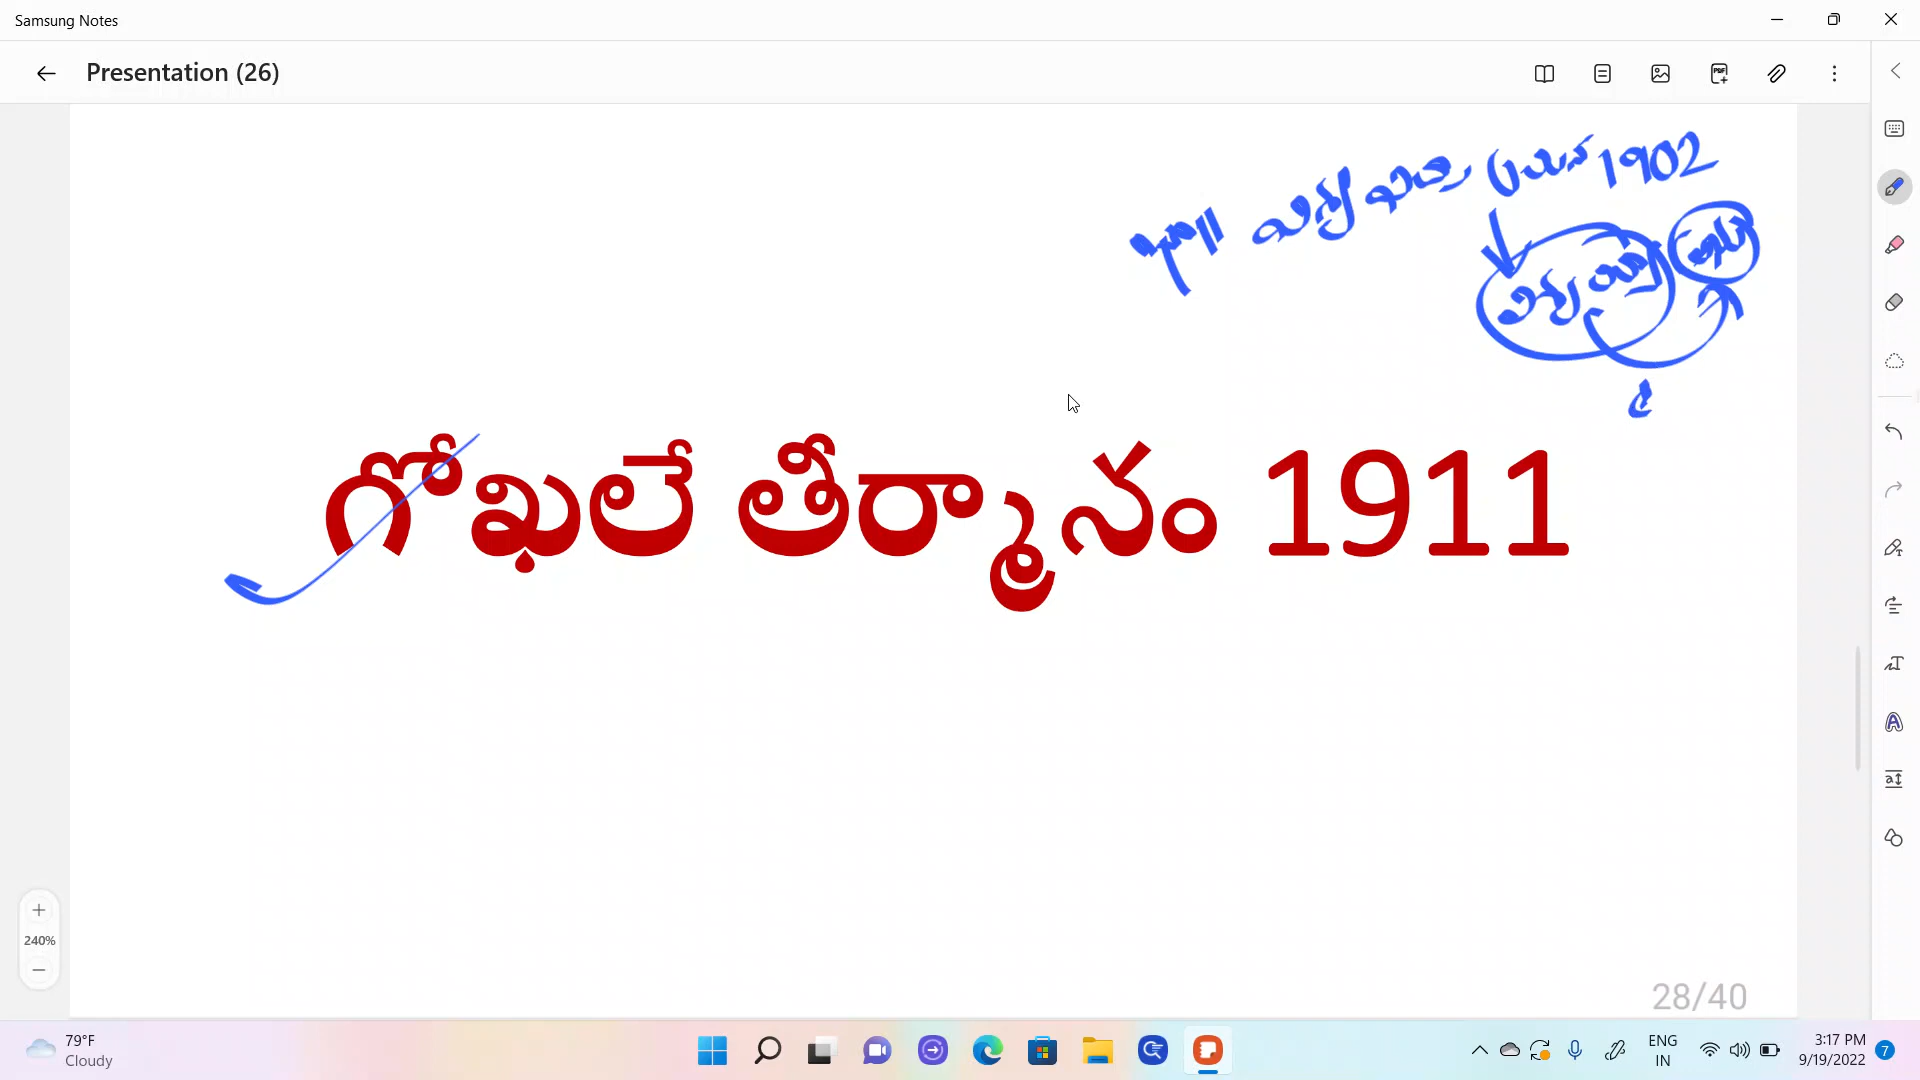 Samsung Notes
Presentation (26)
1902
గోఖలే తీర్మానం 1911
240%
28/40
79°F
Cloudy
ENG
IN
3:17 PM
9/19/2022
7